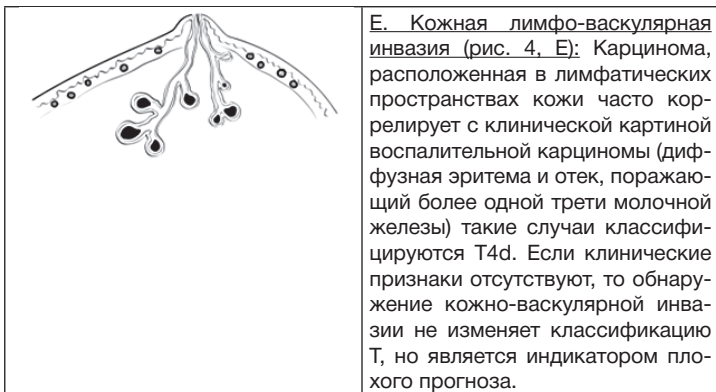 Е. Кожная лимфо-васкулярная
инвазия (рис. 4, Е): Карцинома,
расположенная в лимфатических
пространствах кожи часто кор-
релирует с клинической картиной
воспалительной карциномы (диф-
фузная эритема и отек, поражаю-
щий более одной трети молочной
железы) такие случаи классифи-
цируются T4d. Если клинические
признаки отсутствуют, то обнару-
жение кожно-васкулярной инва-
зии не изменяет классификацию
Т, но является индикатором пло-
хого прогноза.